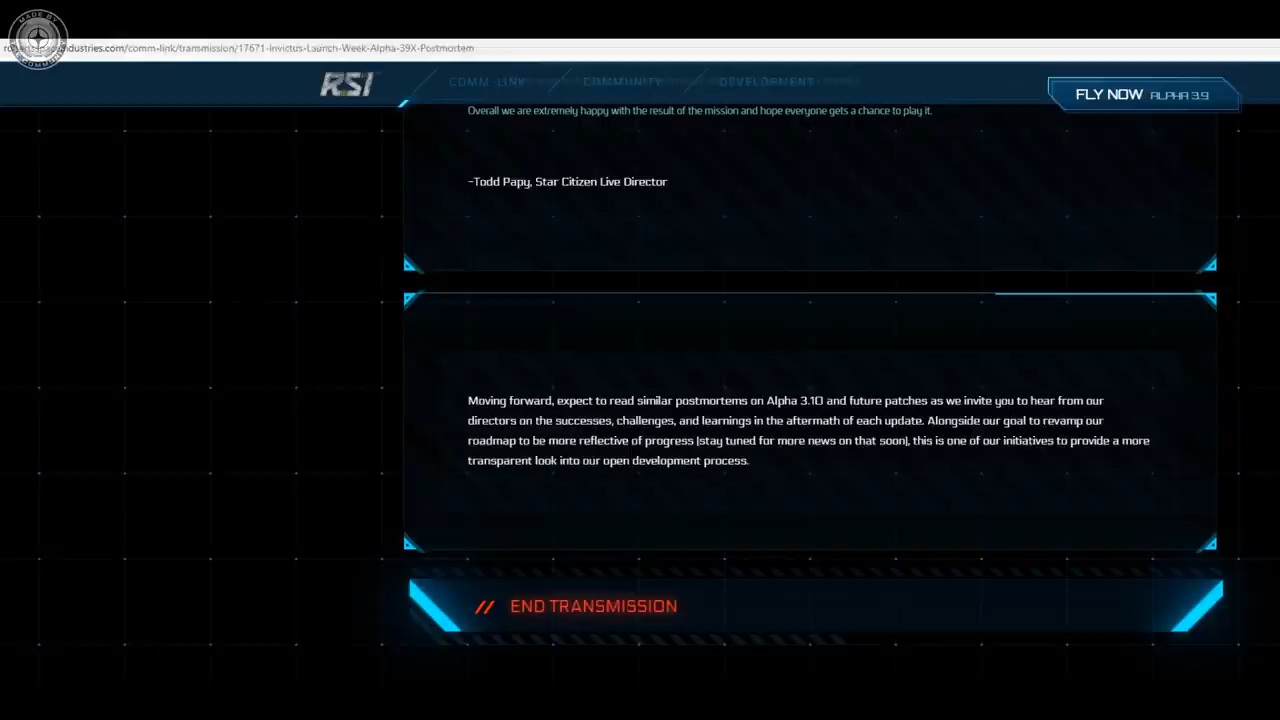 MADE BY
THE COMMUNITY
robertsspaceindustries.com/comm-link/transmission/17671-Invictus-Launch-Week-Alpha-39X-Postmortem
RSI
COMM-LINK
COMMUNITY
DEVELOPMENT
FLY NOW ALPHA 3.9
Overall we are extremely happy with the result of the mission and hope everyone gets a chance to play it.
-Todd Papy, Star Citizen Live Director
Moving forward, expect to read similar postmortems on Alpha 3.10 and future patches as we invite you to hear from our
directors on the successes, challenges, and learnings in the aftermath of each update. Alongside our goal to revamp our
roadmap to be more reflective of progress (stay tuned for more news on that soon), this is one of our initiatives to provide a more
transparent look into our open development process.
// END TRANSMISSION